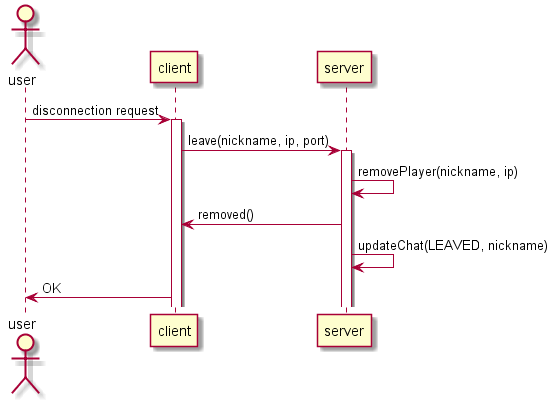 user
client
server
disconnection request
leave(nickname, ip, port)
removePlayer(nickname, ip)
removed()
updateChat(LEAVED, nickname)
OK
user
client
server